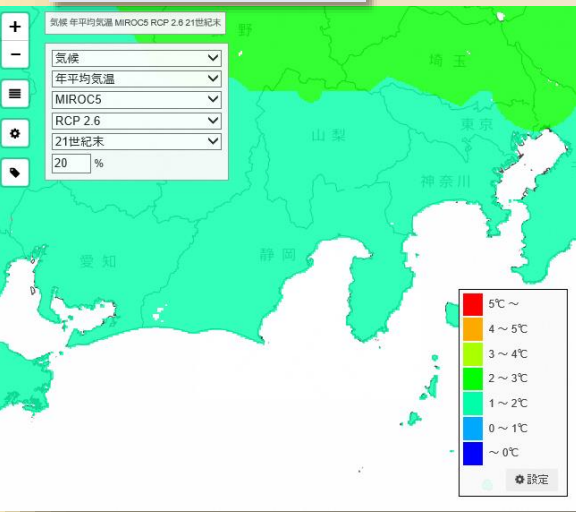 +
気候 年平均気温 MIROC5 RCP 2.6 21世紀末
野
−
気候
埼玉
年平均気温
MIROC5
RCP 2.6
東京
山梨
21世紀末
20 %
神奈川
静岡
愛知
5℃ ～
4 ～ 5℃
3 ～ 4℃
2 ～ 3℃
1 ～ 2℃
0 ～ 1℃
～ 0℃
設定